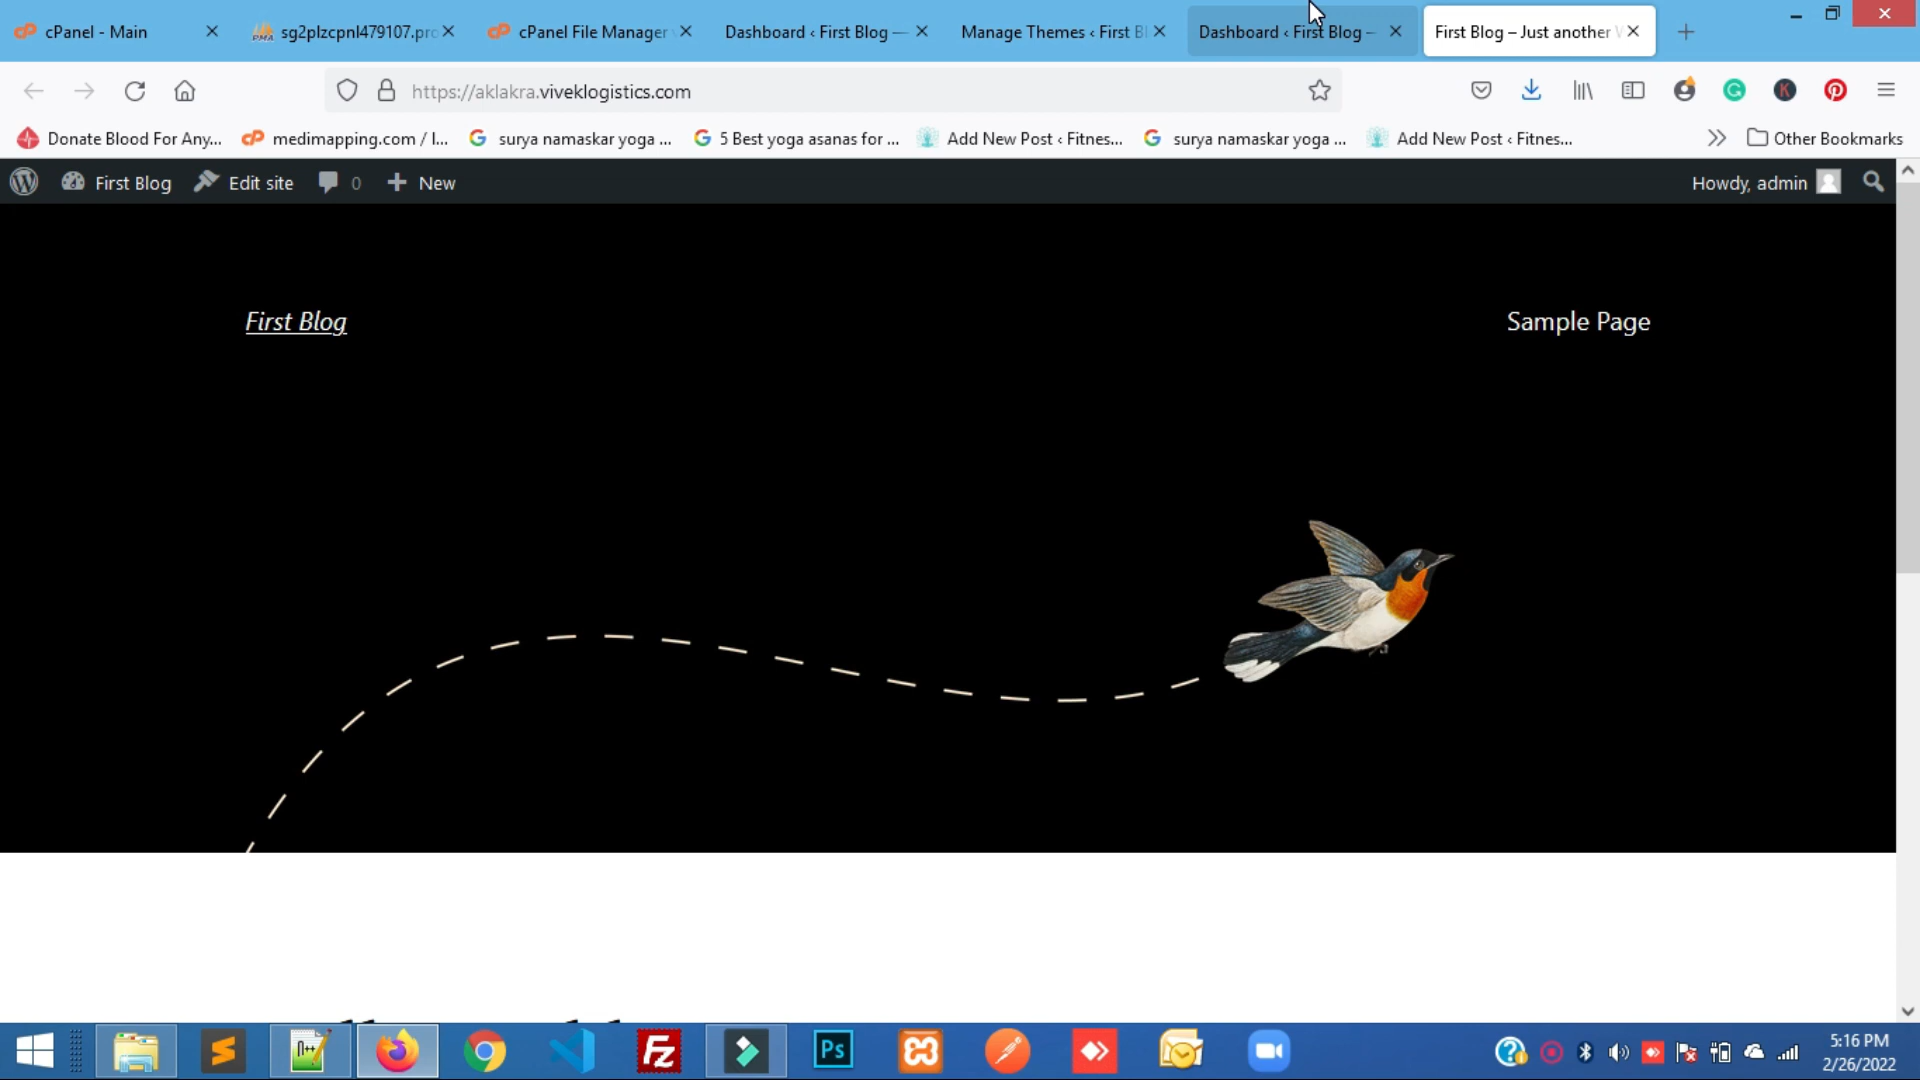 cPanel - Main
sg2plzcpnl479107.pro
cPanel File Manager
Dashboard ‹ First Blog —
Manage Themes ‹ First Bl
Dashboard ‹ First Blog —
First Blog – Just another W
https://aklakra.viveklogistics.com
Donate Blood For Any...
medimapping.com / l...
surya namaskar yoga ...
5 Best yoga asanas for ...
Add New Post ‹ Fitnes...
surya namaskar yoga ...
Add New Post ‹ Fitnes...
Other Bookmarks
First Blog
Edit site
0
New
Howdy, admin
First Blog
Sample Page
Ps
5:16 PM
2/26/2022